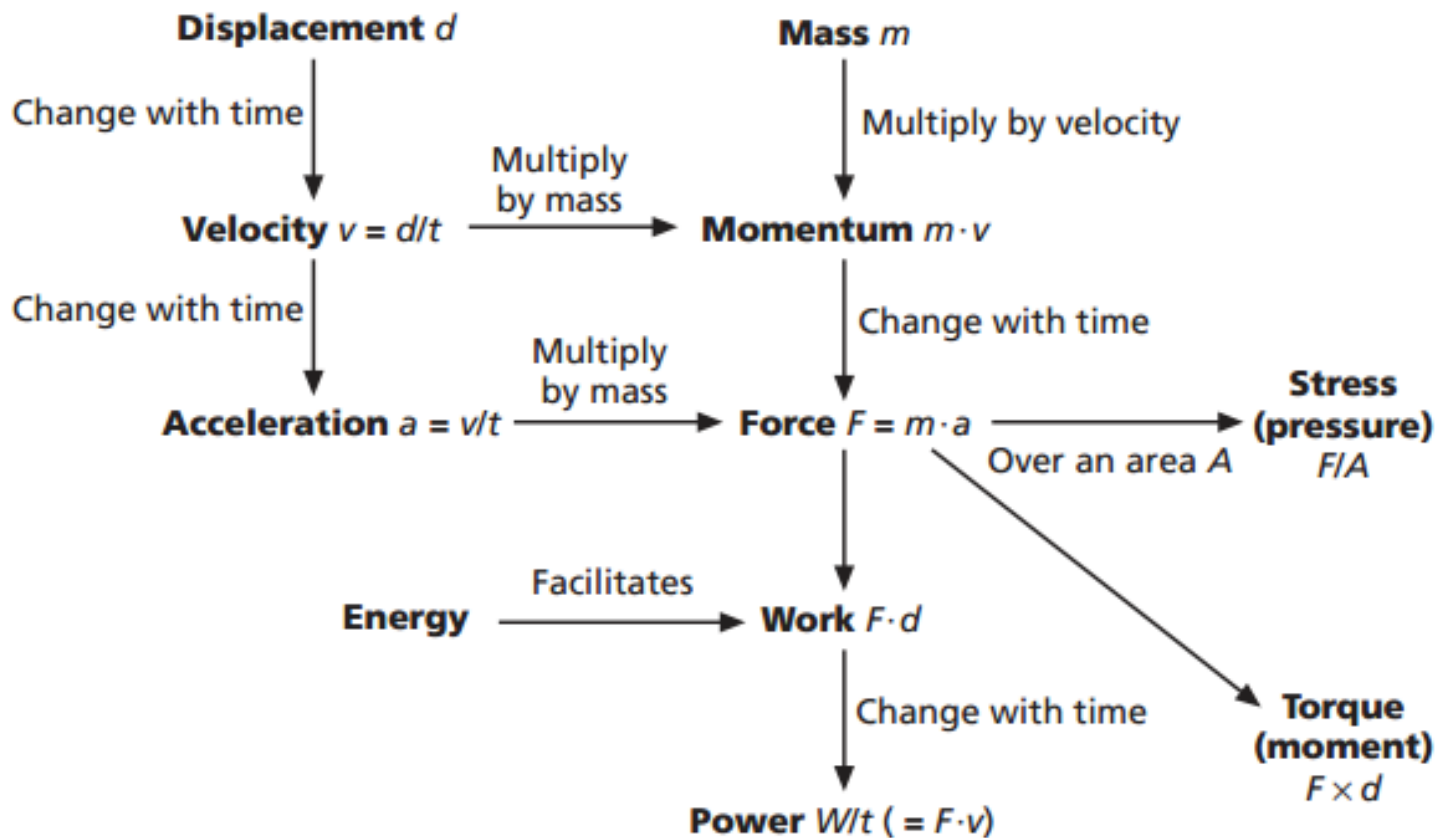 Displacement d
Mass m
Change with time
Multiply by velocity
Multiply
by mass
Velocity v = d/t
Momentum m·v
Change with time
Change with time
Multiply
by mass
Acceleration a = v/t
Force F = m·a
Over an area A
Stress
(pressure)
F/A
Facilitates
Energy
Work F·d
Change with time
Torque
(moment)
F × d
Power W/t ( = F·v)